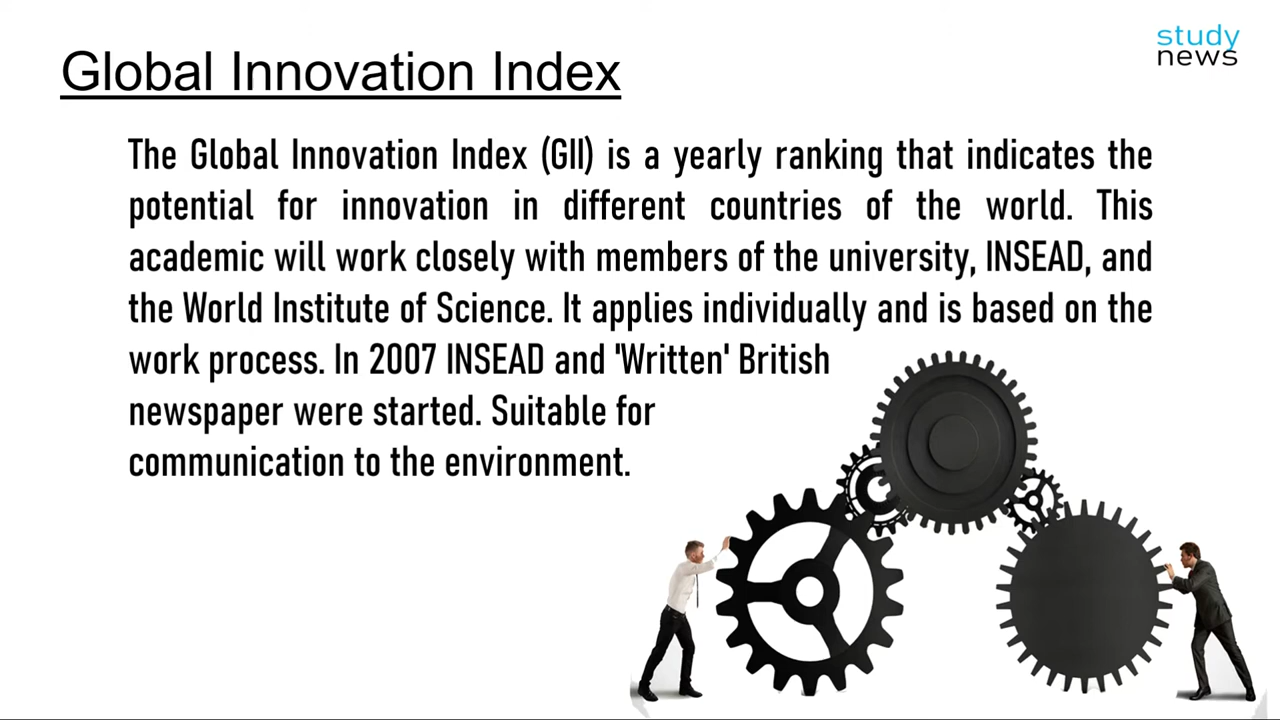 Global Innovation Index
study
news
The Global Innovation Index (GII) is a yearly ranking that indicates the
potential for innovation in different countries of the world. This
academic will work closely with members of the university, INSEAD, and
the World Institute of Science. It applies individually and is based on the
work process. In 2007 INSEAD and 'Written' British
newspaper were started. Suitable for
communication to the environment.